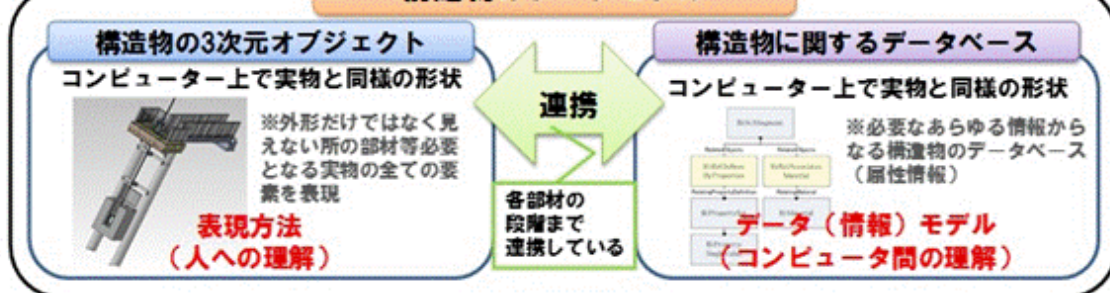 構造物の3次元オブジェクト
コンピューター上で実物と同様の形状
※外形だけではなく見
えない所の部材等必要
となる実物の全ての要
素を表現
表現方法
（人への理解）
連携
各部材の
段階まで
連携している
構造物に関するデータベース
コンピューター上で実物と同様の形状
※必要なあらゆる情報から
なる構造物のデータベース
（属性情報）
データ（情報）モデル
（コンピュータ間の理解）